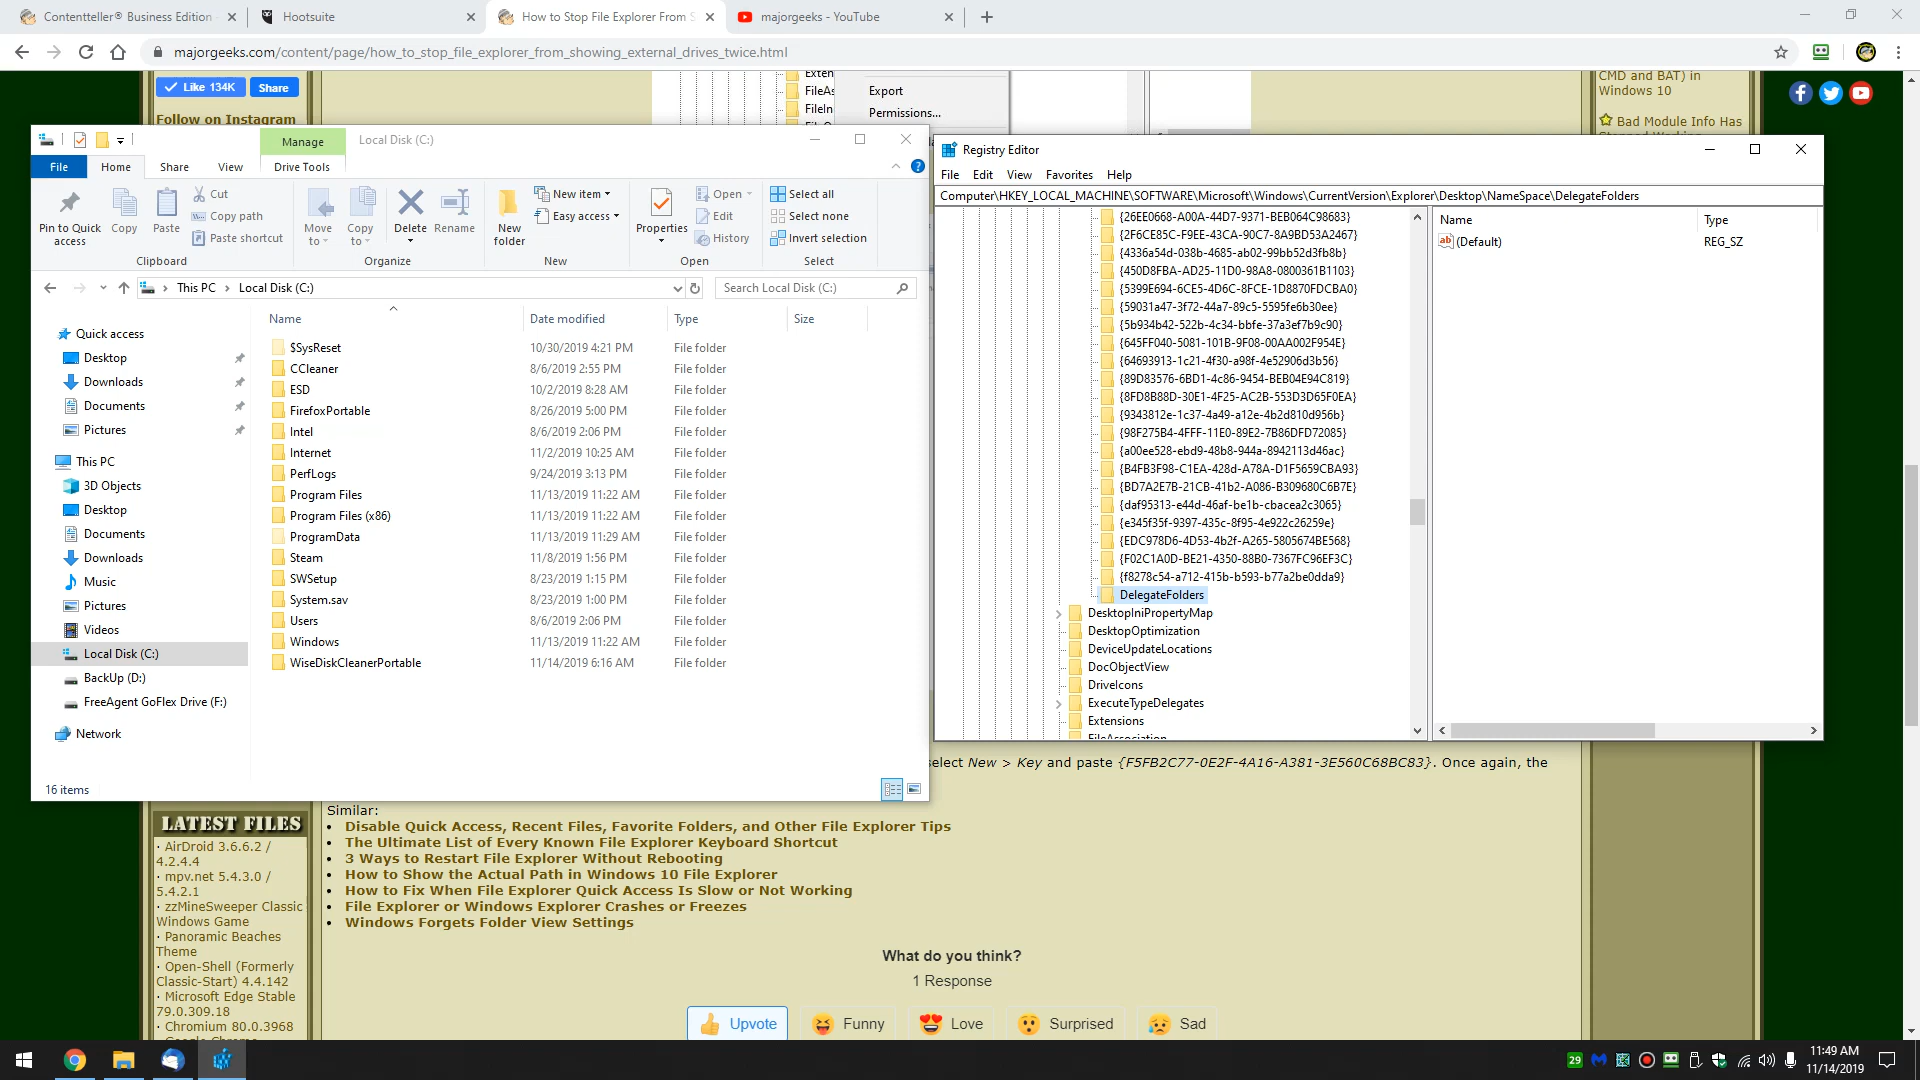 Contentteller® Business Edition
Hootsuite
How to Stop File Explorer From S
majorgeeks - YouTube
majorgeeks.com/content/page/how_to_stop_file_explorer_from_showing_external_drives_twice.html
Like 134K
Share
Follow on Instagram
Exten
FileAs
FileIn
Export
Permissions...
CMD and BAT) in
Windows 10
Bad Module Info Has
Manage
Local Disk (C:)
File
Home
Share
View
Drive Tools
Pin to Quick access
Copy
Paste
Cut
Copy path
Paste shortcut
Clipboard
Move to
Copy to
Delete
Rename
Organize
New folder
New item
Easy access
New
Properties
Open
Edit
History
Open
Select all
Select none
Invert selection
Select
This PC
Local Disk (C:)
Search Local Disk (C:)
Name
Date modified
Type
Size
Quick access
Desktop
Downloads
Documents
Pictures
This PC
3D Objects
Desktop
Documents
Downloads
Music
Pictures
Videos
Local Disk (C:)
BackUp (D:)
FreeAgent GoFlex Drive (F:)
Network
$SysReset 10/30/2019 4:21 PM File folder
CCleaner 8/6/2019 2:55 PM File folder
ESD 10/2/2019 8:28 AM File folder
FirefoxPortable 8/26/2019 5:00 PM File folder
Intel 8/6/2019 2:06 PM File folder
Internet 11/2/2019 10:25 AM File folder
PerfLogs 9/24/2019 3:13 PM File folder
Program Files 11/13/2019 11:22 AM File folder
Program Files (x86) 11/13/2019 11:22 AM File folder
ProgramData 11/13/2019 11:29 AM File folder
Steam 11/8/2019 1:56 PM File folder
SWSetup 8/23/2019 1:15 PM File folder
System.sav 8/23/2019 1:00 PM File folder
Users 8/6/2019 2:06 PM File folder
Windows 11/13/2019 11:22 AM File folder
WiseDiskCleanerPortable 11/14/2019 6:16 AM File folder
16 items
Registry Editor
File Edit View Favorites Help
Computer\HKEY_LOCAL_MACHINE\SOFTWARE\Microsoft\Windows\CurrentVersion\Explorer\Desktop\NameSpace\DelegateFolders
{26EE0668-A00A-44D7-9371-BEB064C98683}
{2F6CE85C-F9EE-43CA-90C7-8A9BD53A2467}
{4336a54d-038b-4685-ab02-99bb52d3fb8b}
{450D8FBA-AD25-11D0-98A8-0800361B1103}
{5399E694-6CE5-4D6C-8FCE-1D8870FDCBA0}
{59031a47-3f72-44a7-89c5-5595fe6b30ee}
{5b934b42-522b-4c34-bbfe-37a3ef7b9c90}
{645FF040-5081-101B-9F08-00AA002F954E}
{64693913-1c21-4f30-a98f-4e52906d3b56}
{89D83576-6BD1-4c86-9454-BEB04E94C819}
{8FD8B88D-30E1-4F25-AC2B-553D3D65F0EA}
{9343812e-1c37-4a49-a12e-4b2d810d956b}
{98F275B4-4FFF-11E0-89E2-7B86DFD72085}
{a00ee528-ebd9-48b8-944a-8942113d46ac}
{B4FB3F98-C1EA-428d-A78A-D1F5659CBA93}
{BD7A2E7B-21CB-41b2-A086-B309680C6B7E}
{daf95313-e44d-46af-be1b-cbacea2c3065}
{e345f35f-9397-435c-8f95-4e922c26259e}
{EDC978D6-4D53-4b2f-A265-5805674BE568}
{F02C1A0D-BE21-4350-88B0-7367FC96EF3C}
{f8278c54-a712-415b-b593-b77a2be0dda9}
DelegateFolders
DesktopIniPropertyMap
DesktopOptimization
DeviceUpdateLocations
DocObjectView
DriveIcons
ExecuteTypeDelegates
Extensions
FileAssociation
Name Type
(Default) REG_SZ
select New > Key and paste {F5FB2C77-0E2F-4A16-A381-3E560C68BC83}. Once again, the
Similar:
• Disable Quick Access, Recent Files, Favorite Folders, and Other File Explorer Tips
• The Ultimate List of Every Known File Explorer Keyboard Shortcut
• 3 Ways to Restart File Explorer Without Rebooting
• How to Show the Actual Path in Windows 10 File Explorer
• How to Fix When File Explorer Quick Access Is Slow or Not Working
• File Explorer or Windows Explorer Crashes or Freezes
• Windows Forgets Folder View Settings
LATEST FILES
· AirDroid 3.6.6.2 /
4.2.4.4
· mpv.net 5.4.3.0 /
5.4.2.1
· zzMineSweeper Classic
Windows Game
· Panoramic Beaches
Theme
· Open-Shell (Formerly
Classic-Start) 4.4.142
· Microsoft Edge Stable
79.0.309.18
· Chromium 80.0.3968
What do you think?
1 Response
Upvote
Funny
Love
Surprised
Sad
29
11:49 AM
11/14/2019